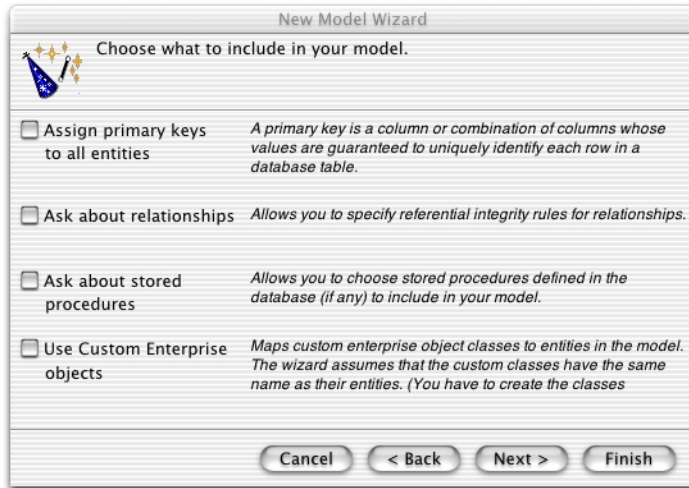 New Model Wizard
Choose what to include in your model.
Assign primary keys
to all entities
A primary key is a column or combination of columns whose
values are guaranteed to uniquely identify each row in a
database table.
Ask about relationships
Allows you to specify referential integrity rules for relationships.
Ask about stored
procedures
Allows you to choose stored procedures defined in the
database (if any) to include in your model.
Use Custom Enterprise
objects
Maps custom enterprise object classes to entities in the model.
The wizard assumes that the custom classes have the same
name as their entities. (You have to create the classes
Cancel
< Back
Next >
Finish